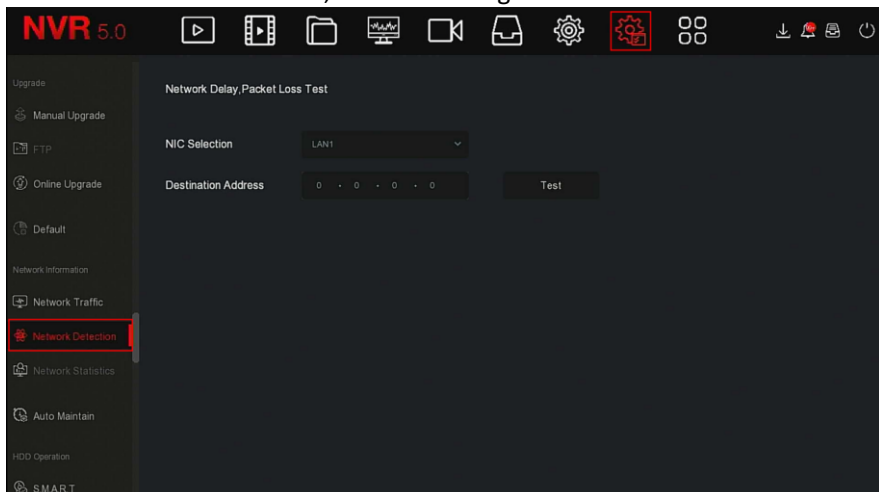 NVR 5.0
Upgrade
Manual Upgrade
FTP
Online Upgrade
Default
Network Information
Network Traffic
Network Detection
Network Statistics
Auto Maintain
HDD Operation
S.M.A.R.T
Network Delay,Packet Loss Test
NIC Selection LAN1
Destination Address 0 . 0 . 0 . 0 Test